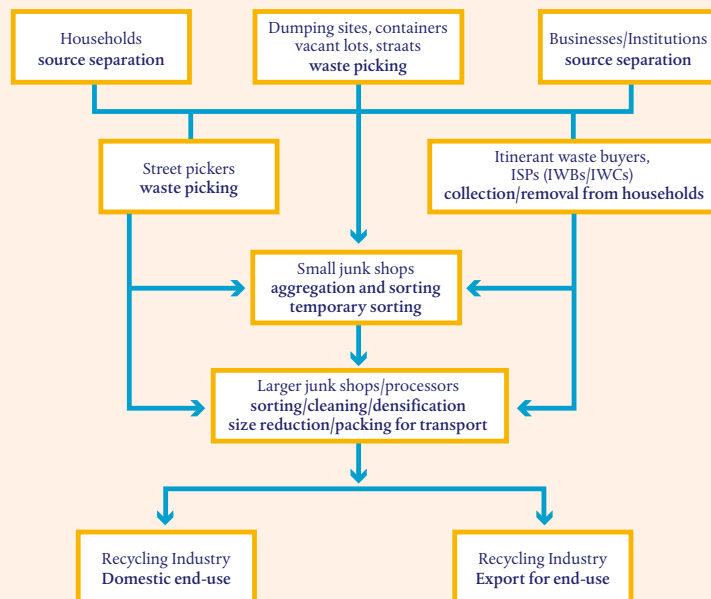 Households
source separation
Dumping sites, containers
vacant lots, straats
waste picking
Businesses/Institutions
source separation
Street pickers
waste picking
Itinerant waste buyers,
ISPs (IWBs/IWCs)
collection/removal from households
Small junk shops
aggregation and sorting
temporary sorting
Larger junk shops/processors
sorting/cleaning/densification
size reduction/packing for transport
Recycling Industry
Domestic end-use
Recycling Industry
Export for end-use